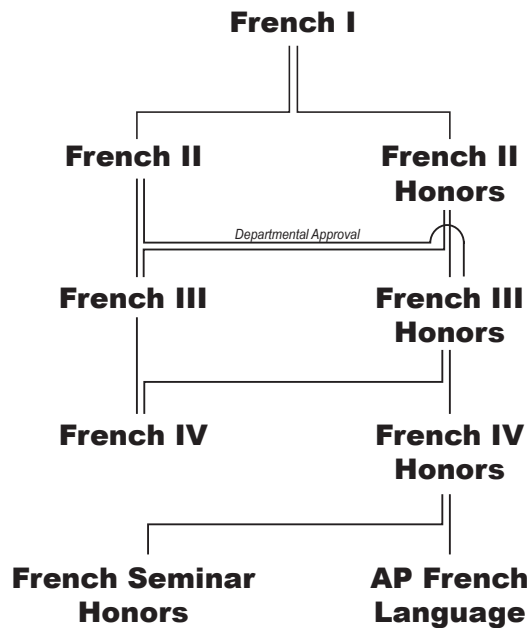 French I
French II
French II
Honors
Departmental Approval
French III
French III
Honors
French IV
French IV
Honors
French Seminar
Honors
AP French
Language